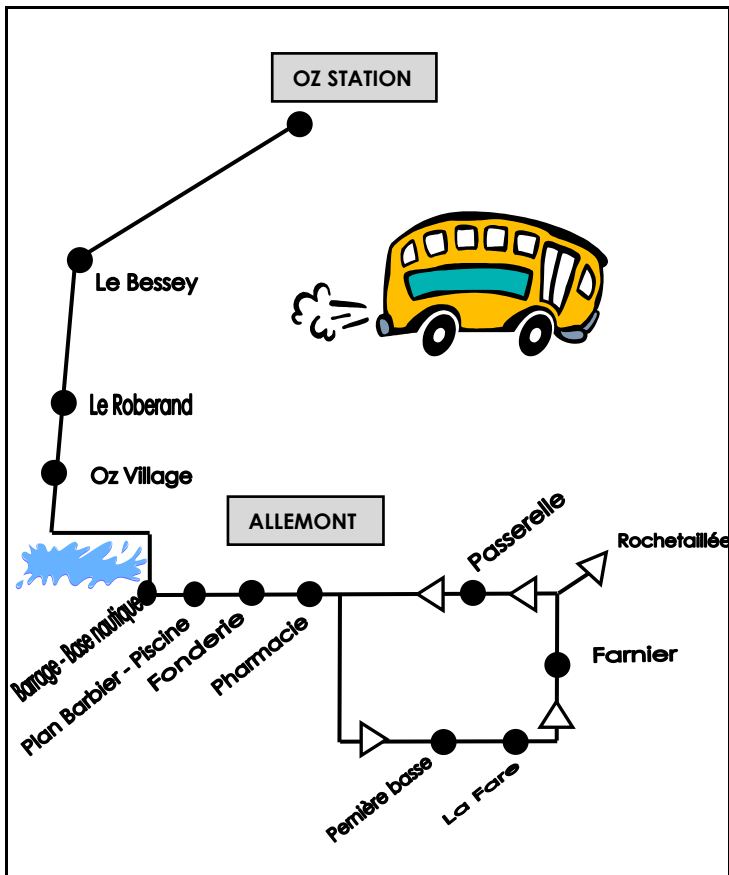 OZ STATION
Le Bessey
Le Roberand
Oz Village
ALLEMONT
Passerelle
Rochetaillée
Barrage - Base nautique
Plan Barbier - Piscine
Fonderie
Pharmacie
Farnier
Pernière basse
La Fare